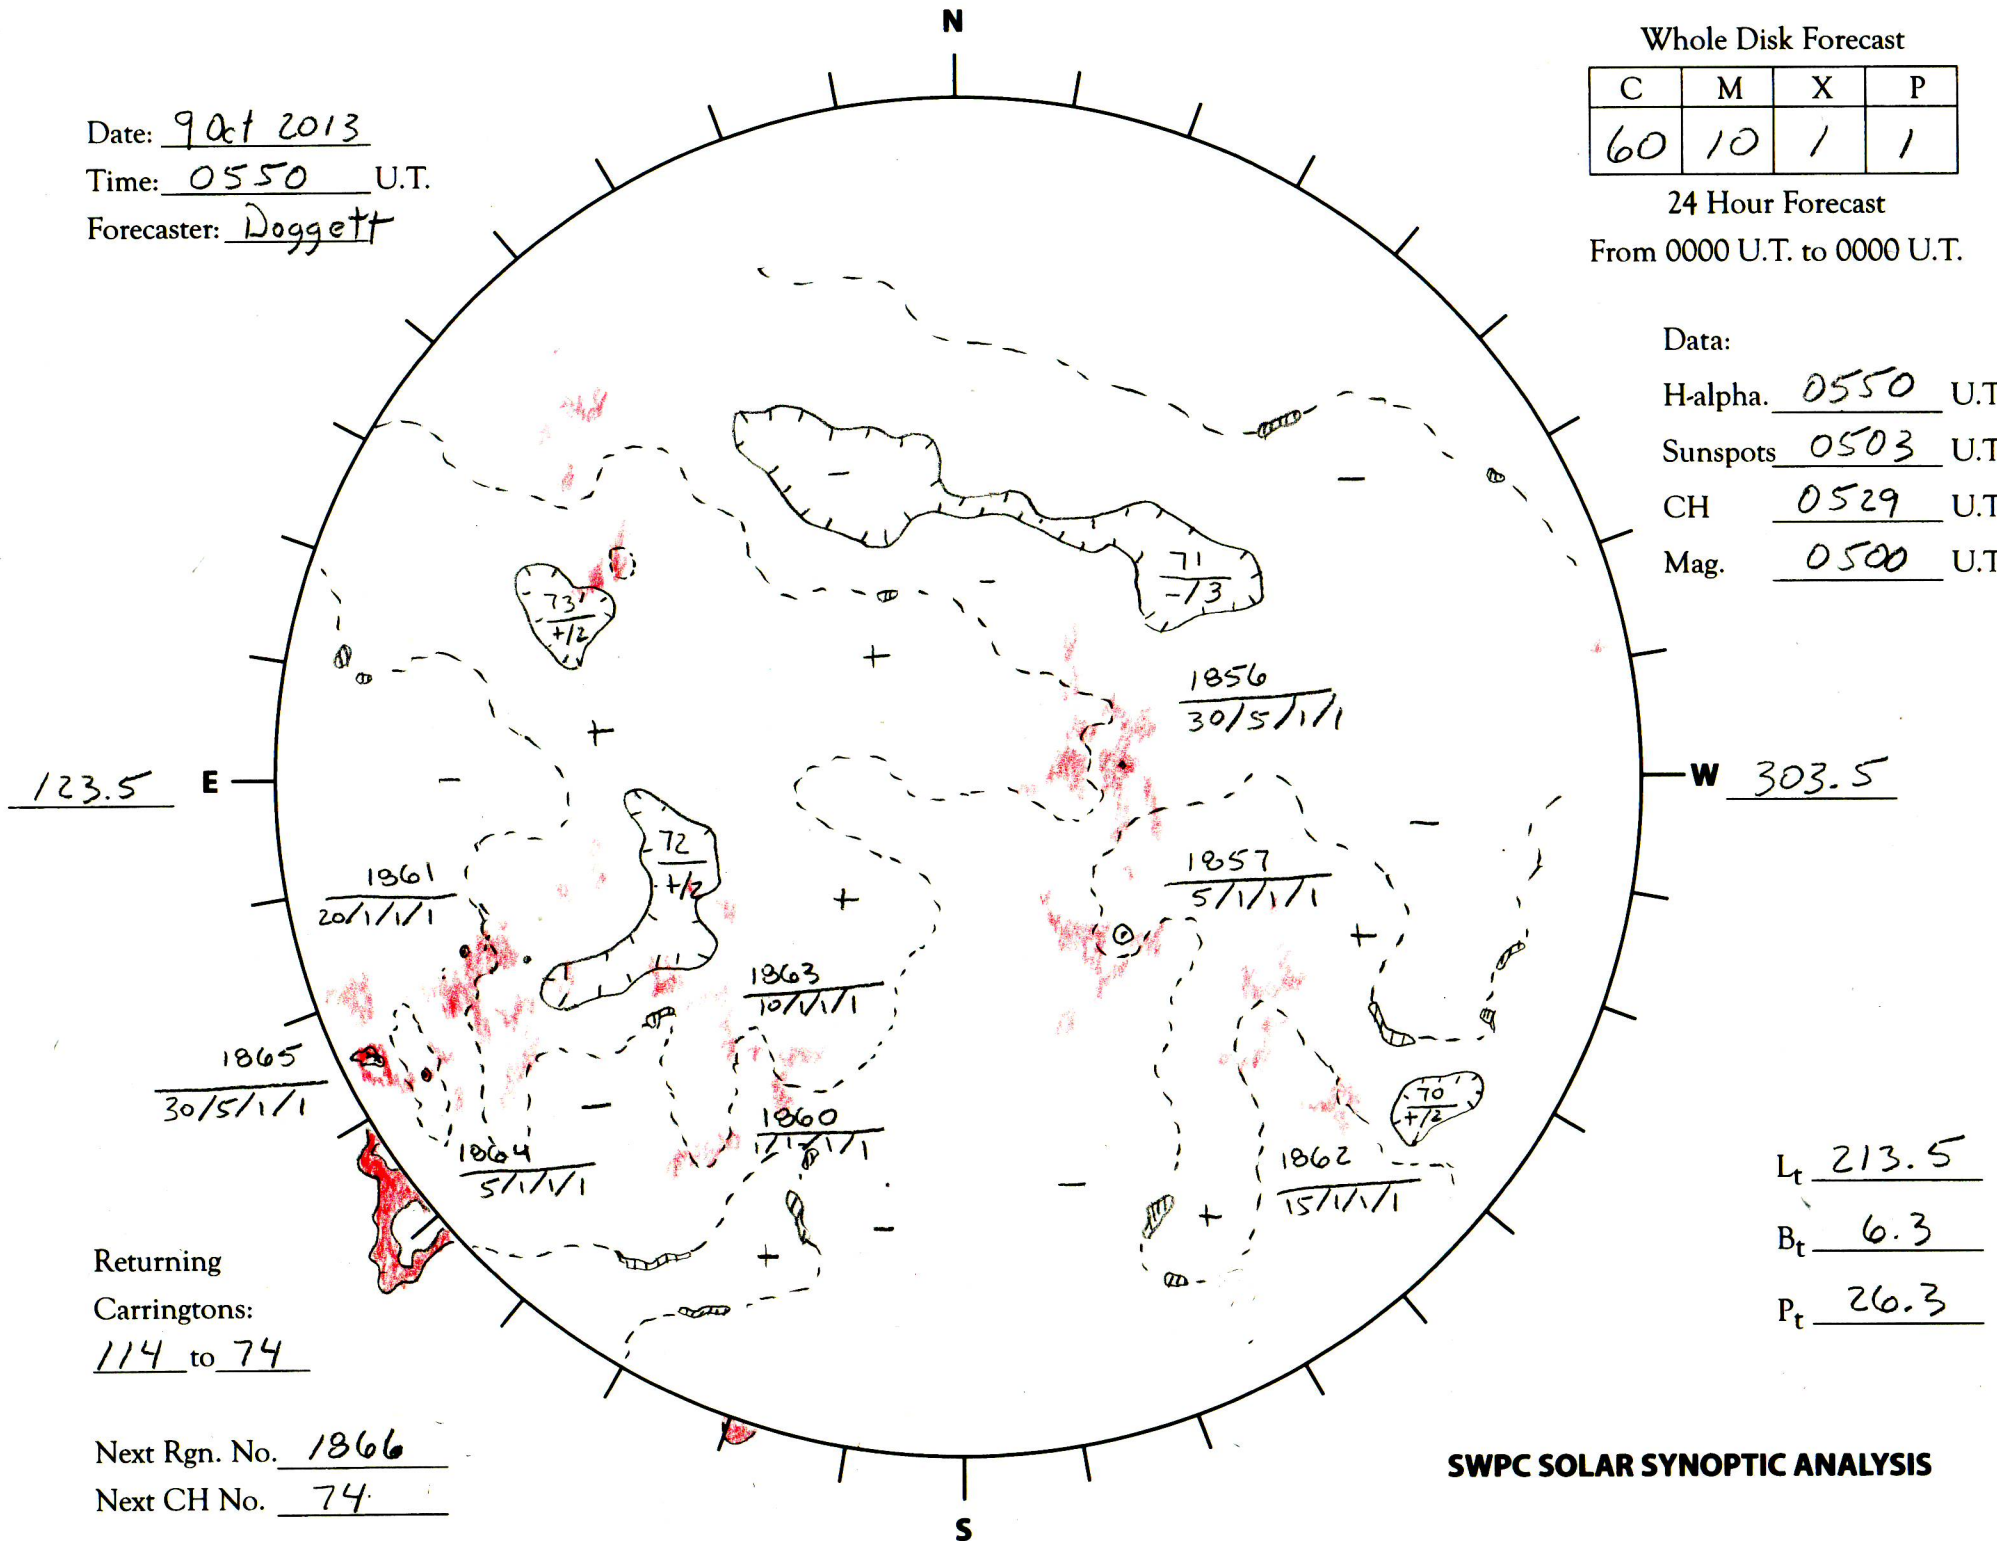 N
Date: 9 Oct 2013
Time: 0550 U.T.
Forecaster: Doggett
Whole Disk Forecast
C M X P
60 10 1 1
24 Hour Forecast
From 0000 U.T. to 0000 U.T.
Data:
H-alpha. 0550 U.T
Sunspots 0503 U.T
CH 0529 U.T
Mag. 0500 U.T
−
−
71
-/3
73
+/2
−
+
1856
30/5/1/1
+
−
123.5 E
W 303.5
72
+/2
−
1857
5/1/1/1
1861
20/1/1/1
+
+
1863
10/1/1/1
1865
30/5/1/1
−
70
+/2
1860
1/1/1/1
1864
5/1/1/1
−
1862
15/1/1/1
+
−
+
Lt 213.5
Bt 6.3
Pt 26.3
Returning
Carringtons:
114 to 74
Next Rgn. No. 1866
Next CH No. 74
SWPC SOLAR SYNOPTIC ANALYSIS
S